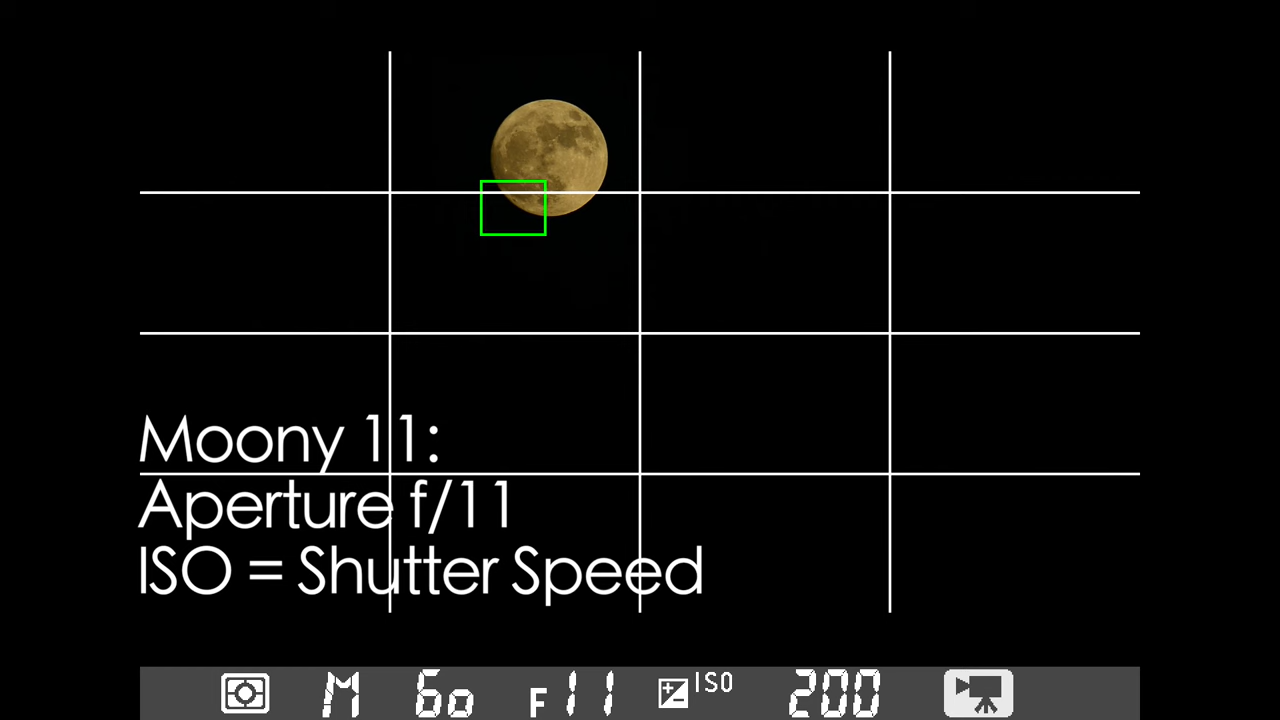 Moony 11:
Aperture f/11
ISO = Shutter Speed
M 60 F11 ISO 200